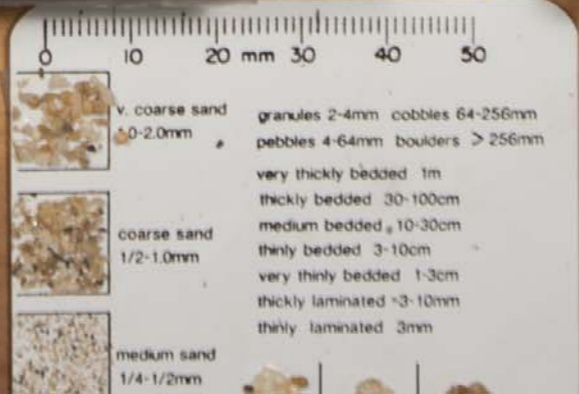 0 10 20 mm 30 40 50
v. coarse sand
1.0-2.0mm
granules 2-4mm cobbles 64-256mm
pebbles 4-64mm boulders > 256mm
very thickly bedded 1m
thickly bedded 30-100cm
medium bedded 10-30cm
thinly bedded 3-10cm
very thinly bedded 1-3cm
thickly laminated 3-10mm
thinly laminated 3mm
coarse sand
1/2-1.0mm
medium sand
1/4-1/2mm